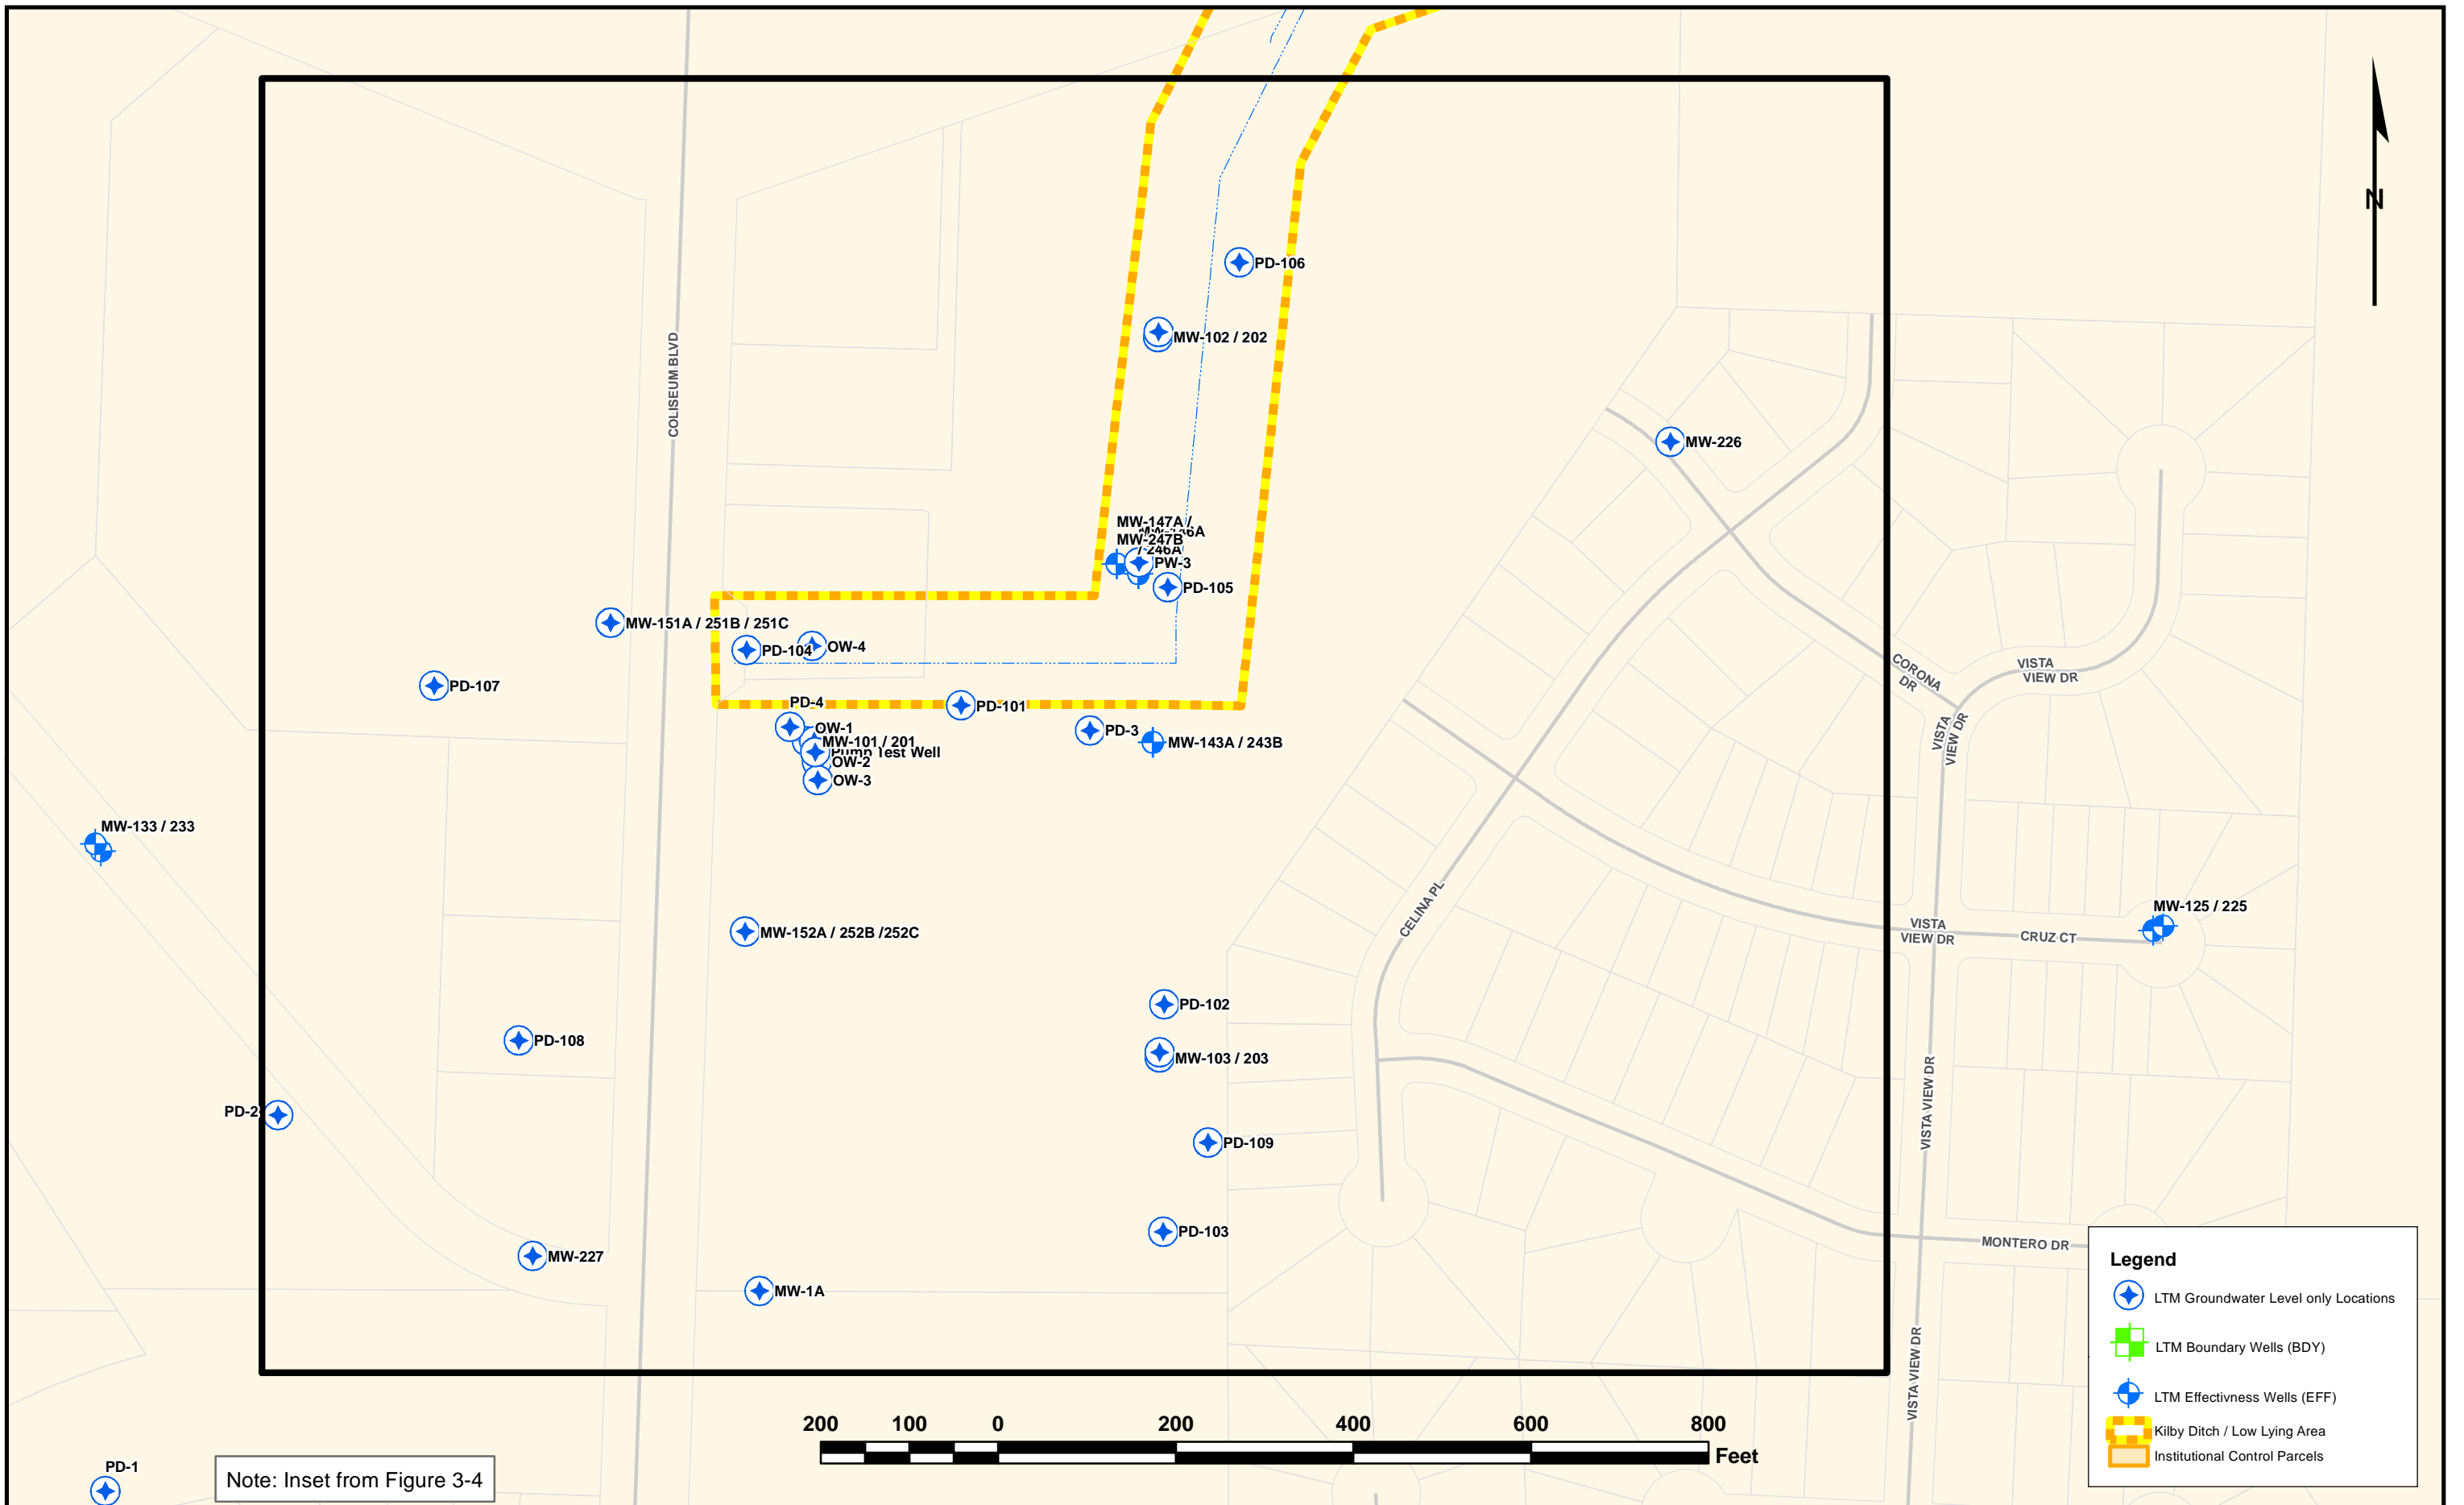 N
PD-106
MW-102 / 202
COLISEUM BLVD
MW-226
MW-147A /
MW-247B
/ 246A
PW-3
PD-105
MW-151A / 251B / 251C
OW-4
PD-104
PD-107
PD-4
PD-101
OW-1
PD-3
MW-101 / 201
MW-143A / 243B
Pump Test Well
OW-2
OW-3
CORONA
DR
VISTA
VIEW DR
VISTA
VIEW DR
MW-133 / 233
CELINA PL
MW-125 / 225
MW-152A / 252B /252C
VISTA
VIEW DR
CRUZ CT
PD-102
PD-108
MW-103 / 203
VISTA VIEW DR
PD-2
PD-109
PD-103
MW-227
MONTERO DR
MW-1A
VISTA VIEW DR
Legend
LTM Groundwater Level only Locations
LTM Boundary Wells (BDY)
LTM Effectivness Wells (EFF)
Kilby Ditch / Low Lying Area
Institutional Control Parcels
200 100 0 200 400 600 800
Feet
PD-1
Note: Inset from Figure 3-4